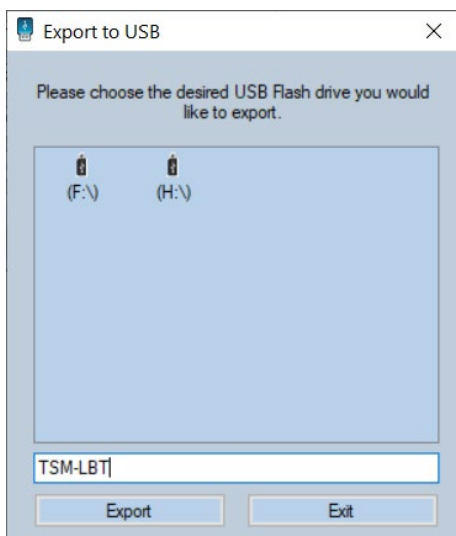 Export to USB
Please choose the desired USB Flash drive you would
like to export.
(F:\) (H:\)
TSM-LBT
Export Exit